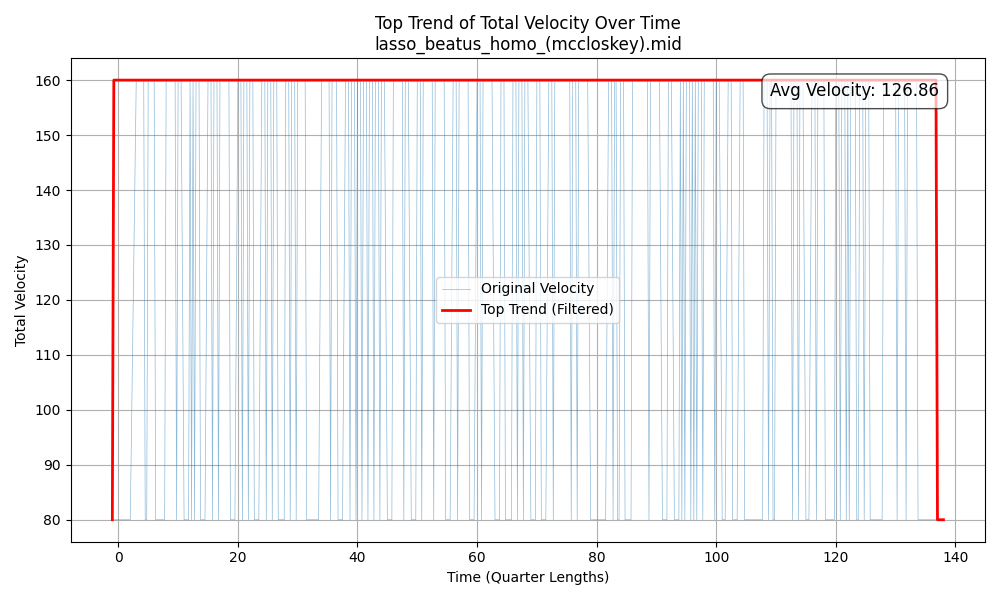 Top Trend of Total Velocity Over Time
lasso_beatus_homo_(mccloskey).mid
160
150
140
130
120
110
100
90
80
Total Velocity
Avg Velocity: 126.86
Original Velocity
Top Trend (Filtered)
0 20 40 60 80 100 120 140
Time (Quarter Lengths)